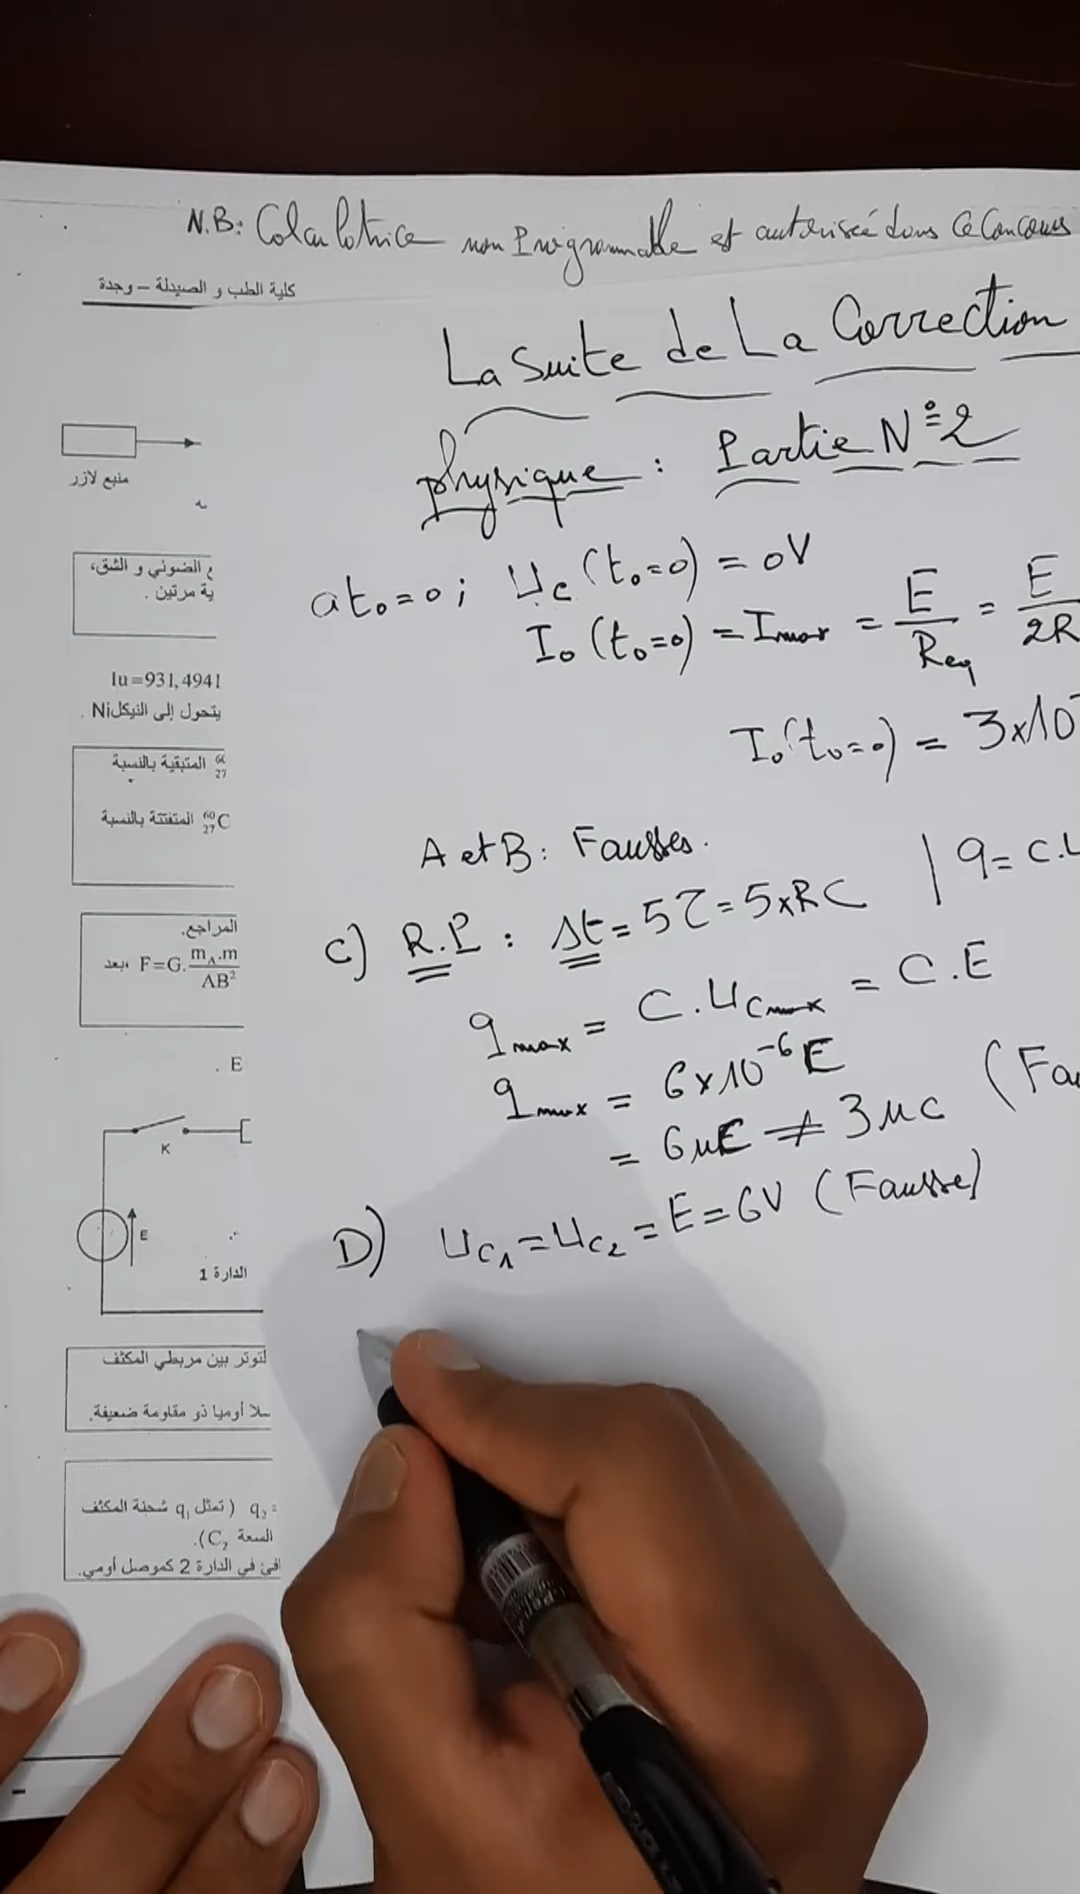 N.B: Calculatrice non Programmable et autorisée dans ce Concours
كلية الطب و الصيدلة – وجدة
La Suite de La Correction
physique : Partie N°2
منبع لازر
at₀=0 ; Uc (t₀=0) = 0V
I₀ (t₀=0) = Imax = E/Req = E/2R
I₀(t₀=0) = 3x10
A et B: Fausses.
C) R.P : Δt = 5τ = 5xRC | q = C.U
qmax = C.Ucmax = C.E
qmax = 6x10⁻⁶E
= 6μC ≠ 3μC
D) Uc₁ = Uc₂ = E = 6V (Fausse)
الضوئي و الشق،
ية مرتين .
1u=931,4941
يتحول إلى النيكل Ni .
المتبقية بالنسبة
⁶⁰₂₇C المتفتتة بالنسبة
المراجع.
F=G.mA.m/AB² ،بعد
. E
K
E
الدارة 1
لتوتر بين مربطي المكثف
أوميا ذو مقاومة ضعيفة.
q₂= ( تمثل q₁ شحنة المكثف
السعة C₂).
في الدارة 2 كموصل أومي.